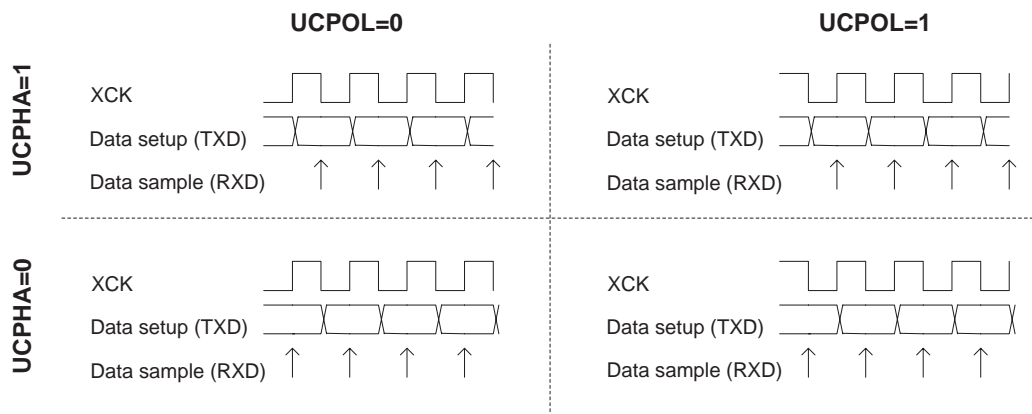 UCPOL=0
UCPOL=1
UCPHA=1
XCK
Data setup (TXD)
Data sample (RXD)
XCK
Data setup (TXD)
Data sample (RXD)
UCPHA=0
XCK
Data setup (TXD)
Data sample (RXD)
XCK
Data setup (TXD)
Data sample (RXD)